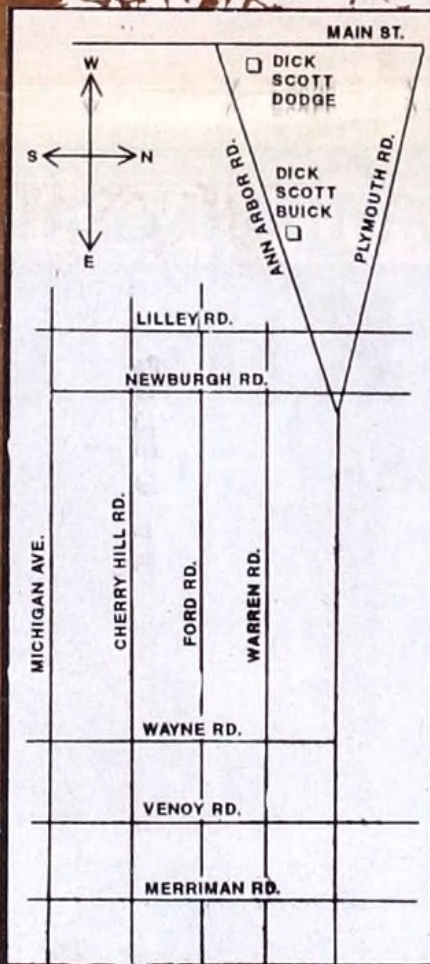 MAIN ST.
W
S
N
E
DICK
SCOTT
DODGE
ANN ARBOR RD.
PLYMOUTH RD.
DICK
SCOTT
BUICK
LILLEY RD.
NEWBURGH RD.
MICHIGAN AVE.
CHERRY HILL RD.
FORD RD.
WARREN RD.
WAYNE RD.
VENOY RD.
MERRIMAN RD.